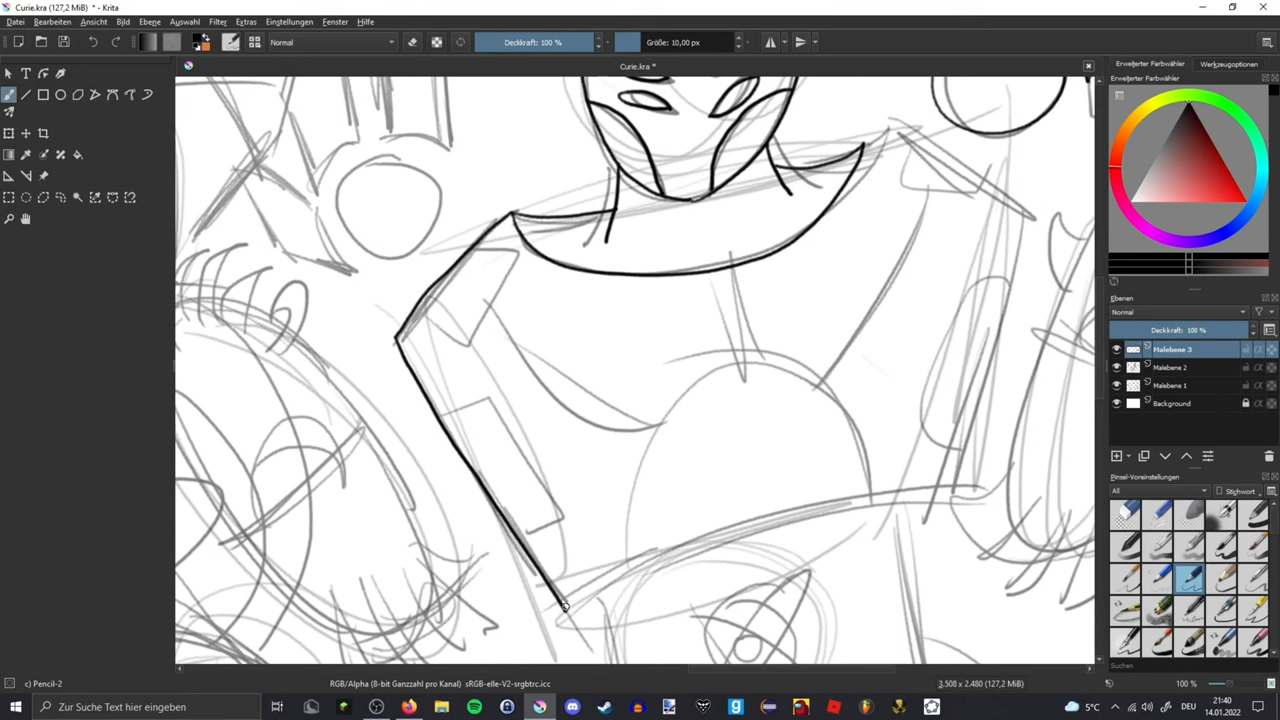 Curie.kra (127,2 MiB) * - Krita
Datei Bearbeiten Ansicht Bild Ebene Auswahl Filter Extras Einstellungen Fenster Hilfe
Normal Deckkraft: 100 % Größe: 10,00 px
Curie.kra *
Erweiterter Farbwähler Werkzeugoptionen
Erweiterter Farbwähler
Ebenen
Normal
Deckkraft: 100 %
Malebene 3
Malebene 2
Malebene 1
Background
Pinsel-Voreinstellungen
All Stichwort
Suchen
c) Pencil-2 RGB/Alpha (8-bit Ganzzahl pro Kanal) sRGB-elle-V2-srgbtrc.icc 3.508 x 2.480 (127,2 MiB) 100 %
Zur Suche Text hier eingeben
5°C DEU 21:40
14.01.2022